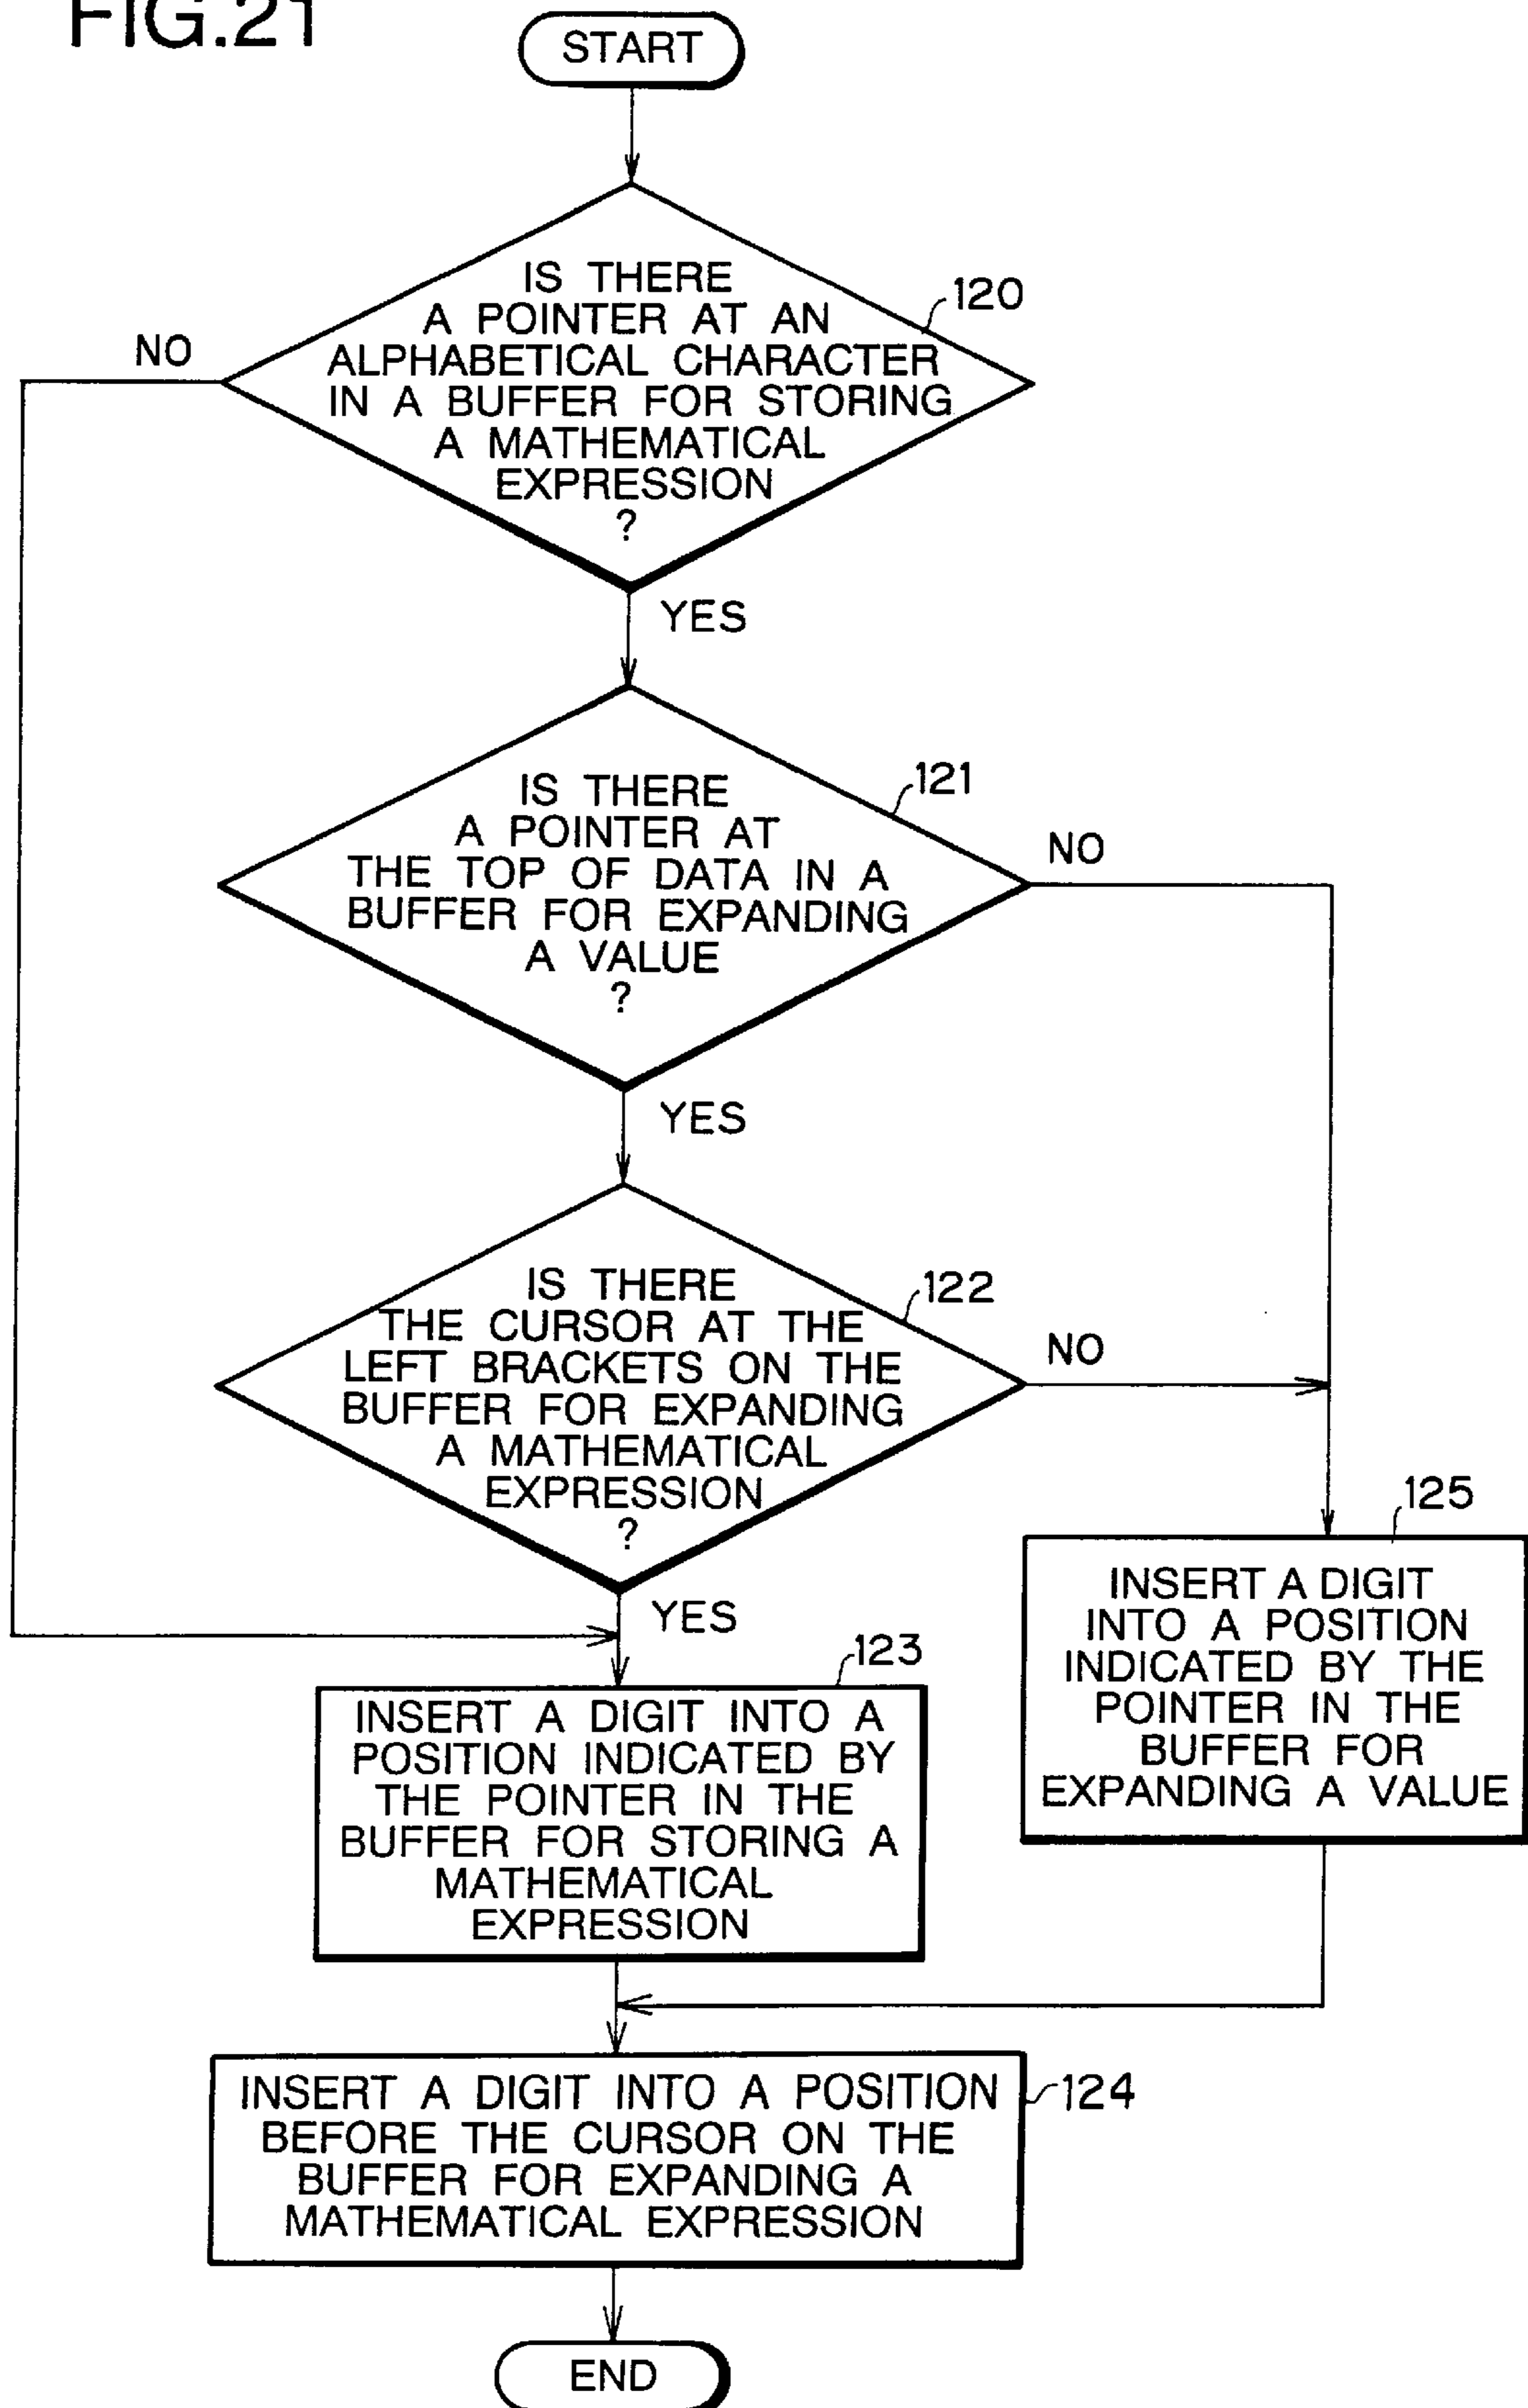 FIG.21
START
IS THERE
A POINTER AT AN
ALPHABETICAL CHARACTER
IN A BUFFER FOR STORING
A MATHEMATICAL
EXPRESSION
?
120
NO
YES
IS THERE
A POINTER AT
THE TOP OF DATA IN A
BUFFER FOR EXPANDING
A VALUE
?
121
NO
YES
IS THERE
THE CURSOR AT THE
LEFT BRACKETS ON THE
BUFFER FOR EXPANDING
A MATHEMATICAL
EXPRESSION
?
122
NO
YES
123
INSERT A DIGIT INTO A
POSITION INDICATED BY
THE POINTER IN THE
BUFFER FOR STORING A
MATHEMATICAL
EXPRESSION
125
INSERT A DIGIT
INTO A POSITION
INDICATED BY THE
POINTER IN THE
BUFFER FOR
EXPANDING A VALUE
INSERT A DIGIT INTO A POSITION
BEFORE THE CURSOR ON THE
BUFFER FOR EXPANDING A
MATHEMATICAL EXPRESSION
124
END